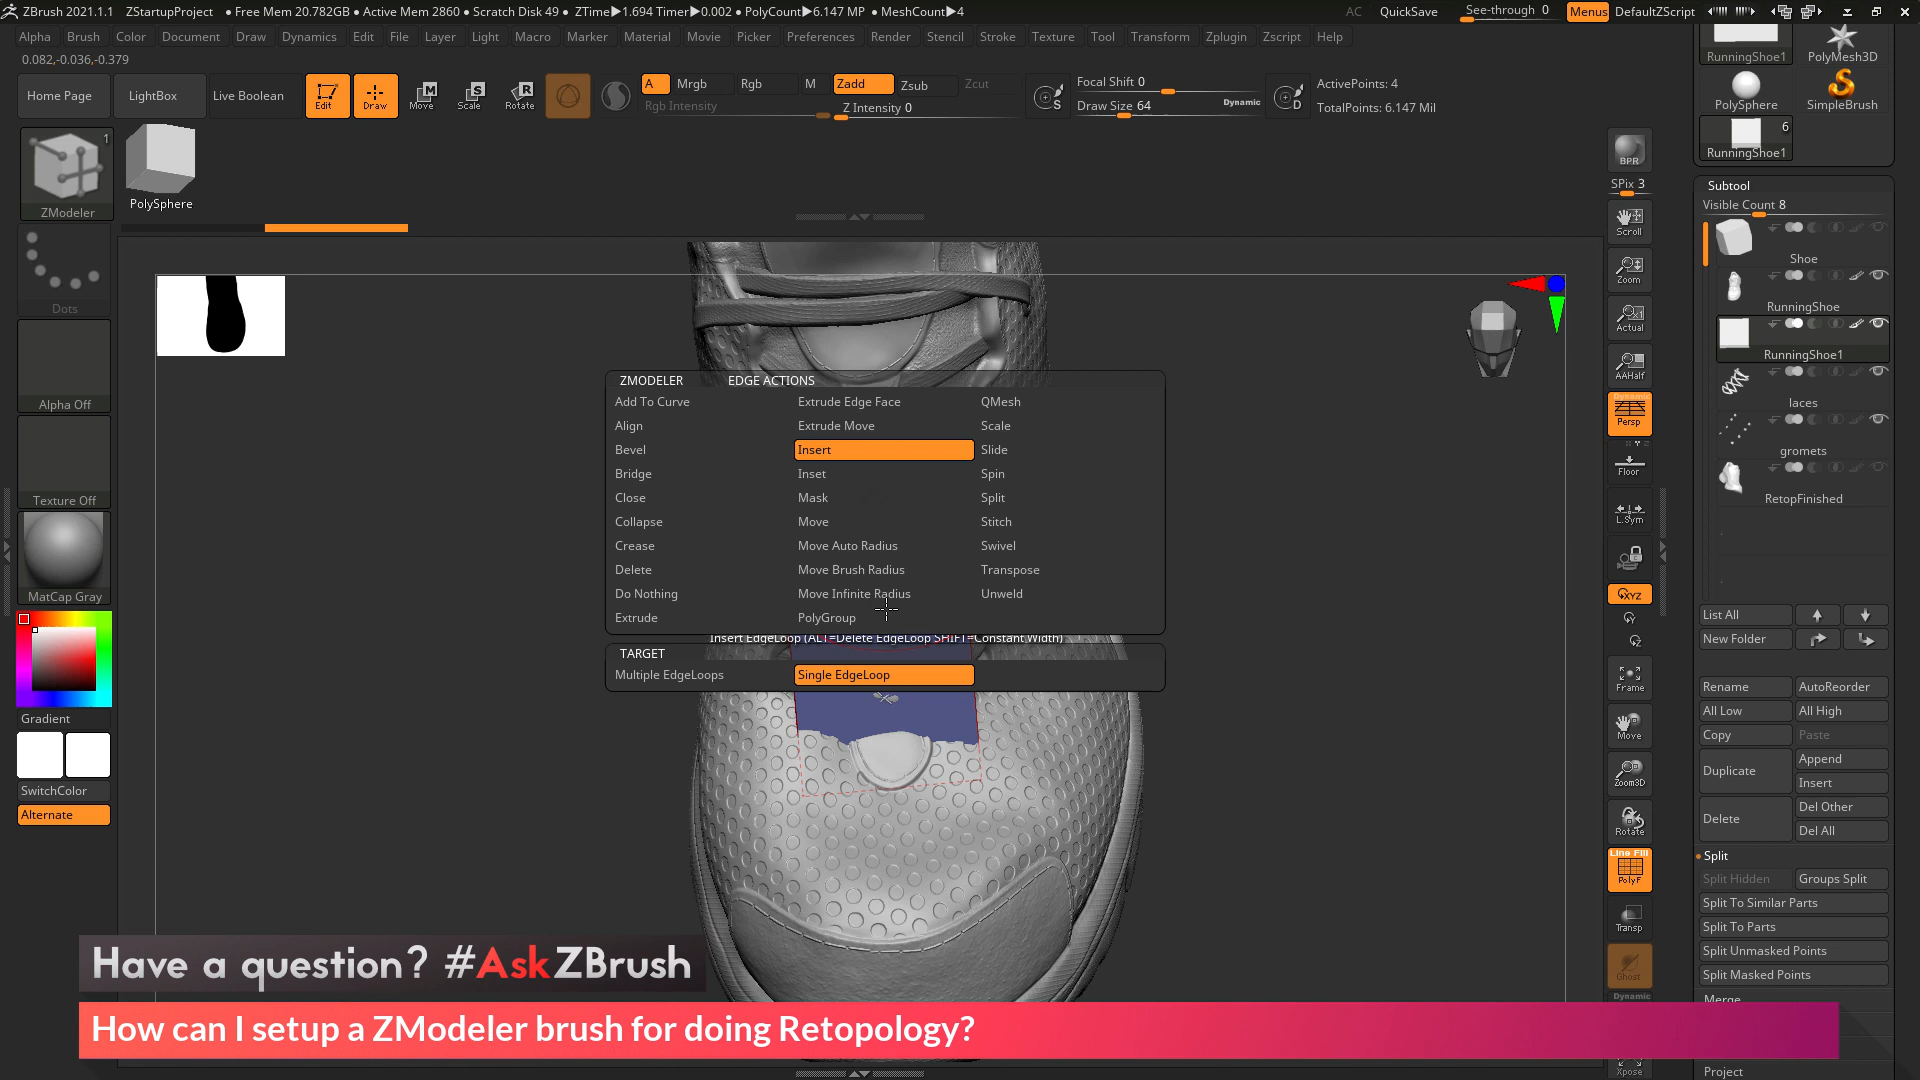 ZBrush 2021.1.1 ZStartupProject • Free Mem 20.782GB • Active Mem 2860 • Scratch Disk 49 • ZTime▶1.694 Timer▶0.002 • PolyCount▶6.147 MP • MeshCount▶4 AC QuickSave See-through 0 Menus DefaultZScript
Alpha Brush Color Document Draw Dynamics Edit File Layer Light Macro Marker Material Movie Picker Preferences Render Stencil Stroke Texture Tool Transform Zplugin Zscript Help
0.082,-0.036,-0.379
Home Page LightBox Live Boolean Edit Draw Move Scale Rotate
A Mrgb Rgb M Zadd Zsub Zcut
Rgb Intensity Z Intensity 0
S Focal Shift 0
Draw Size 64 Dynamic D
ActivePoints: 4
TotalPoints: 6.147 Mil
1
ZModeler
PolySphere
Dots
Alpha Off
Texture Off
MatCap Gray
Gradient
SwitchColor
Alternate
ZMODELER EDGE ACTIONS
Add To Curve Extrude Edge Face QMesh
Align Extrude Move Scale
Bevel Insert Slide
Bridge Inset Spin
Close Mask Split
Collapse Move Stitch
Crease Move Auto Radius Swivel
Delete Move Brush Radius Transpose
Do Nothing Move Infinite Radius Unweld
Extrude PolyGroup
Insert EdgeLoop (ALT=Delete EdgeLoop SHIFT=Constant Width)
TARGET
Multiple EdgeLoops Single EdgeLoop
BPR
SPix 3
Scroll
Zoom
Actual
AAHalf
Dynamic
Persp
Floor
L.Sym
XYZ
Y
Z
Frame
Move
Zoom3D
Rotate
Line Fill
PolyF
Transp
Ghost
Dynamic
Xpose
RunningShoe1 PolyMesh3D
PolySphere SimpleBrush
6
RunningShoe1
Subtool
Visible Count 8
Shoe
RunningShoe
RunningShoe1
laces
gromets
RetopFinished
List All
New Folder
Rename AutoReorder
All Low All High
Copy Paste
Duplicate Append
Insert
Delete Del Other
Del All
Split
Split Hidden Groups Split
Split To Similar Parts
Split To Parts
Split Unmasked Points
Split Masked Points
Merge
Project
Have a question? #AskZBrush
How can I setup a ZModeler brush for doing Retopology?